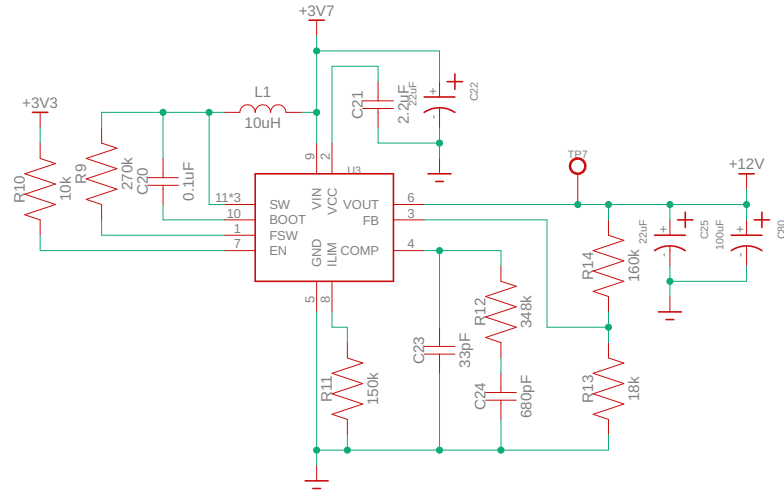 +3V7
L1
10uH
C21
2.2uF
22uF
C22
+3V3
R10
10k
R9
270k
C20
0.1uF
9
2
U3
TP7
+12V
11*3
SW
VIN
VCC
VOUT
6
10
BOOT
FB
3
1
FSW
7
EN
GND
ILIM
COMP
4
5
8
R14
160k
22uF
C25
100uF
C80
R12
348k
C23
33pF
R11
150k
C24
680pF
R13
18k